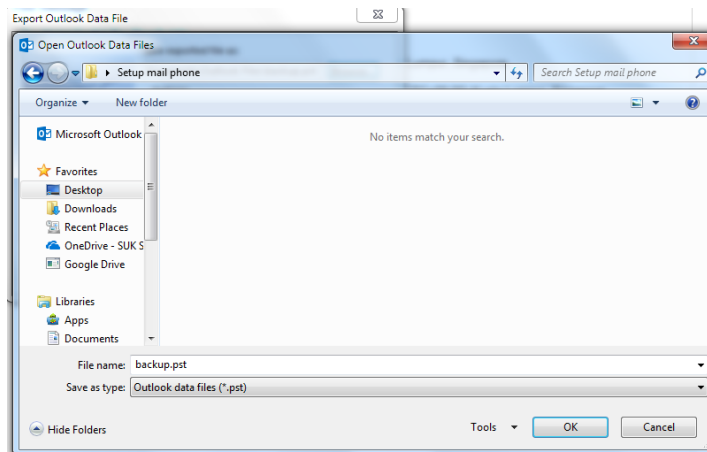 Export Outlook Data File
Open Outlook Data Files
Setup mail phone
Search Setup mail phone
Organize
New folder
Microsoft Outlook
No items match your search.
Favorites
Desktop
Downloads
Recent Places
OneDrive - SUK S
Google Drive
Libraries
Apps
Documents
File name: backup.pst
Save as type: Outlook data files (*.pst)
Hide Folders
Tools
OK
Cancel